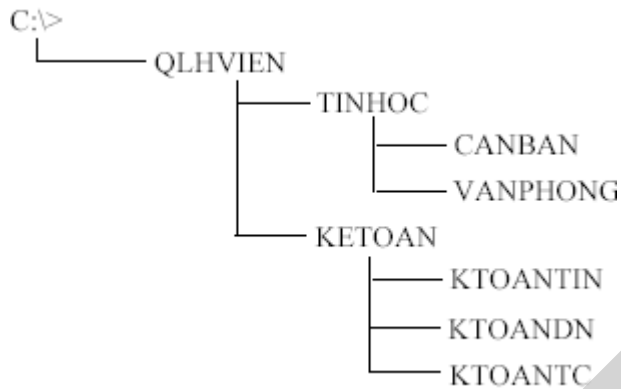 C:\>
QLHVIEN
TINHOC
CANBAN
VANPHONG
KETOAN
KTOANTIN
KTOANDN
KTOANTC